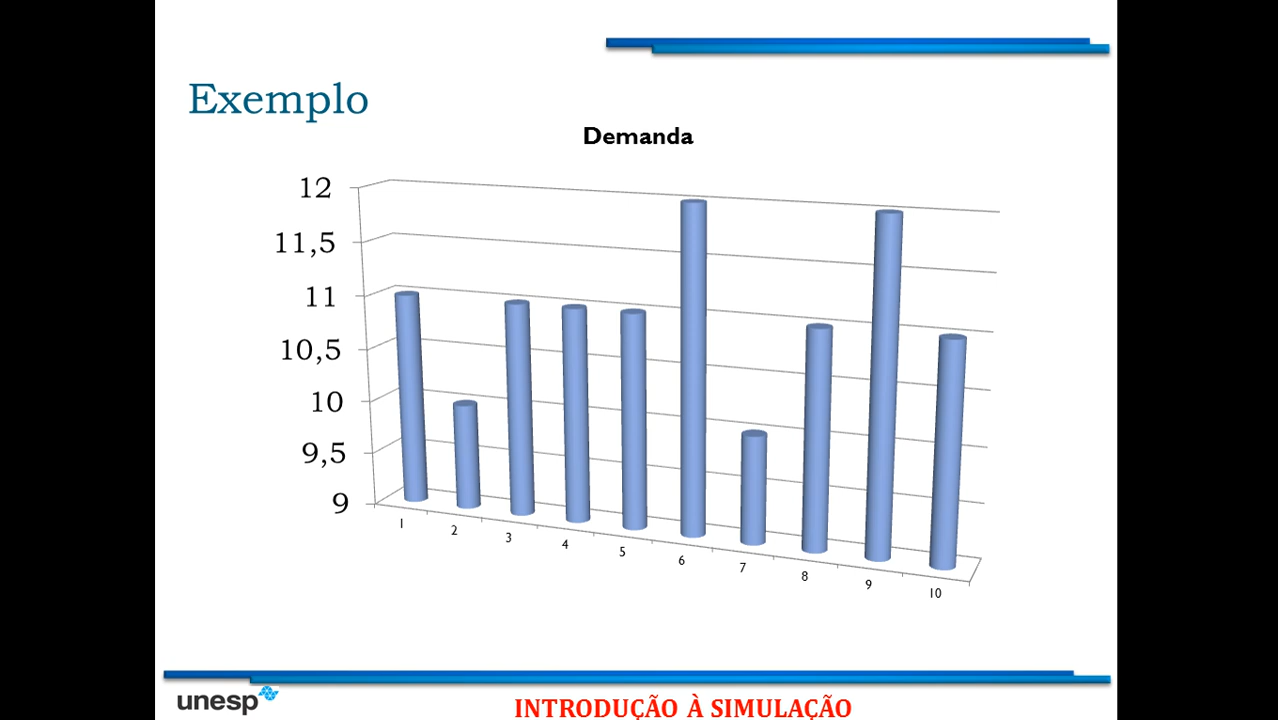 Exemplo
Demanda
12
11,5
11
10,5
10
9,5
9
1 2 3 4 5 6 7 8 9 10
unesp
INTRODUÇÃO À SIMULAÇÃO